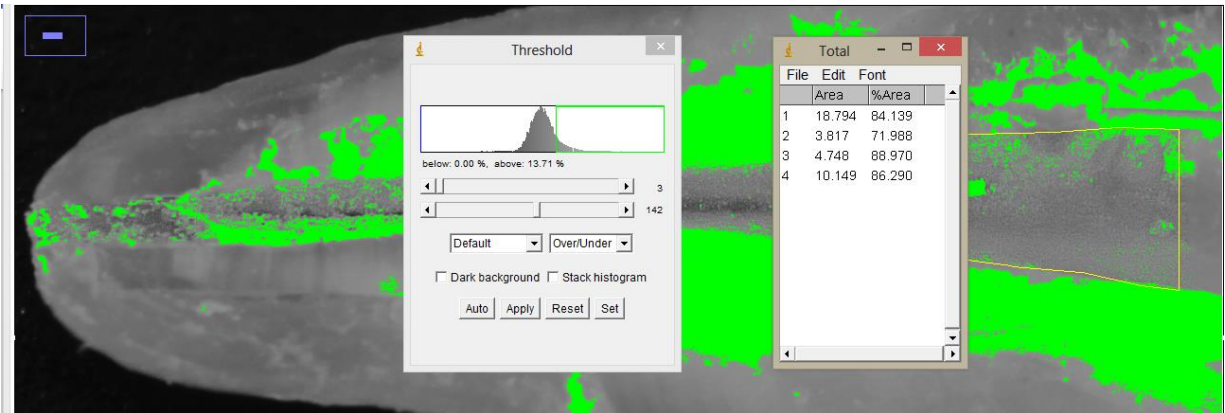 Threshold
below: 0.00 %, above: 13.71 %
3
142
Default Over/Under
Dark background Stack histogram
Auto Apply Reset Set
Total
File Edit Font
Area %Area
1 18.794 84.139
2 3.817 71.988
3 4.748 88.970
4 10.149 86.290